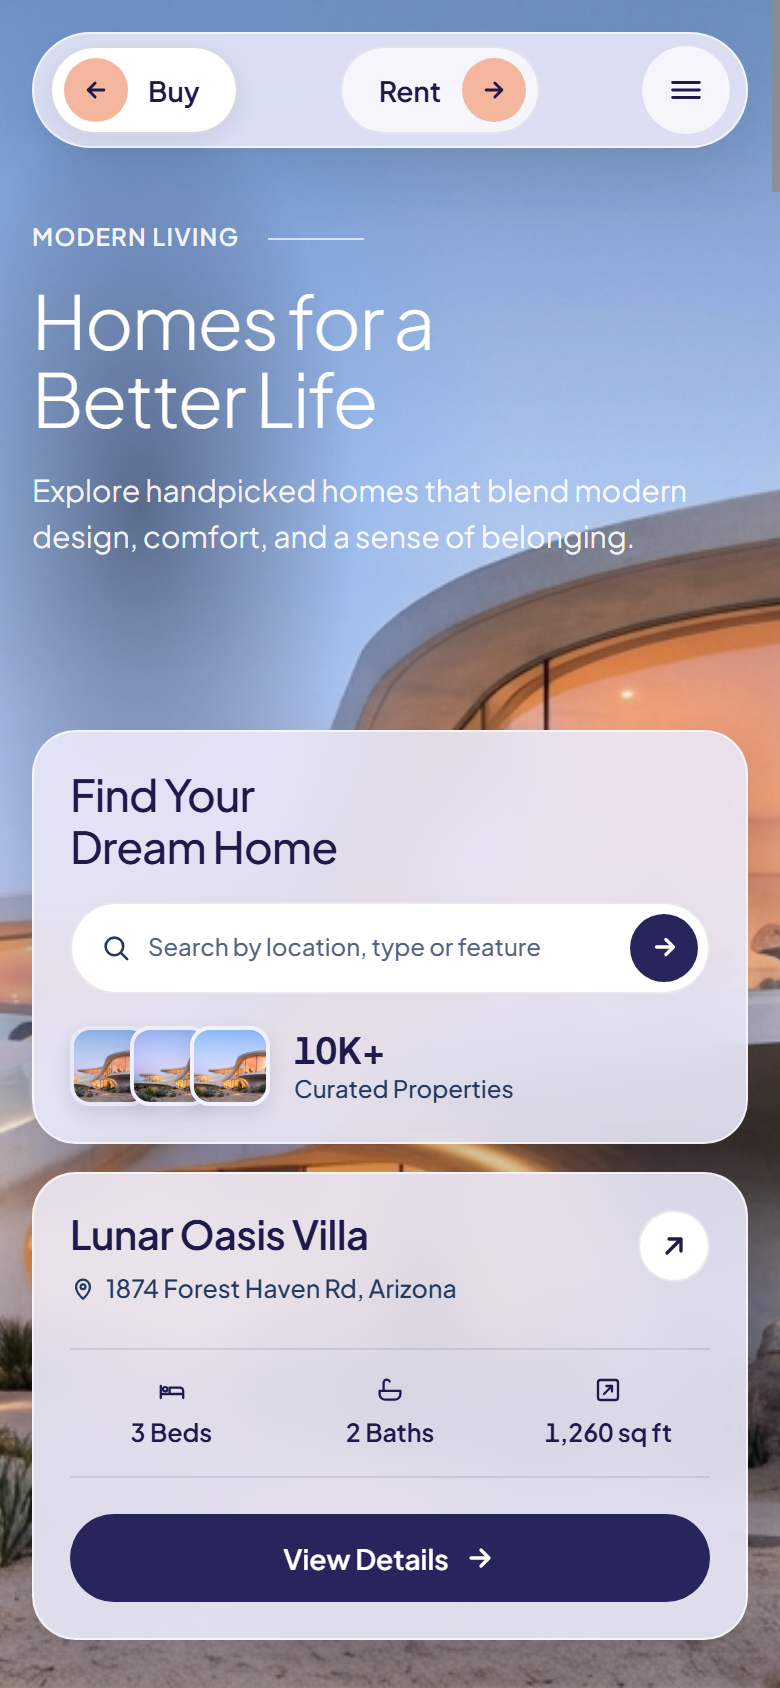 Buy
Rent
MODERN LIVING
Homes for a
Better Life
Explore handpicked homes that blend modern
design, comfort, and a sense of belonging.
Find Your
Dream Home
Search by location, type or feature
10K+
Curated Properties
Lunar Oasis Villa
1874 Forest Haven Rd, Arizona
3 Beds
2 Baths
1,260 sq ft
View Details